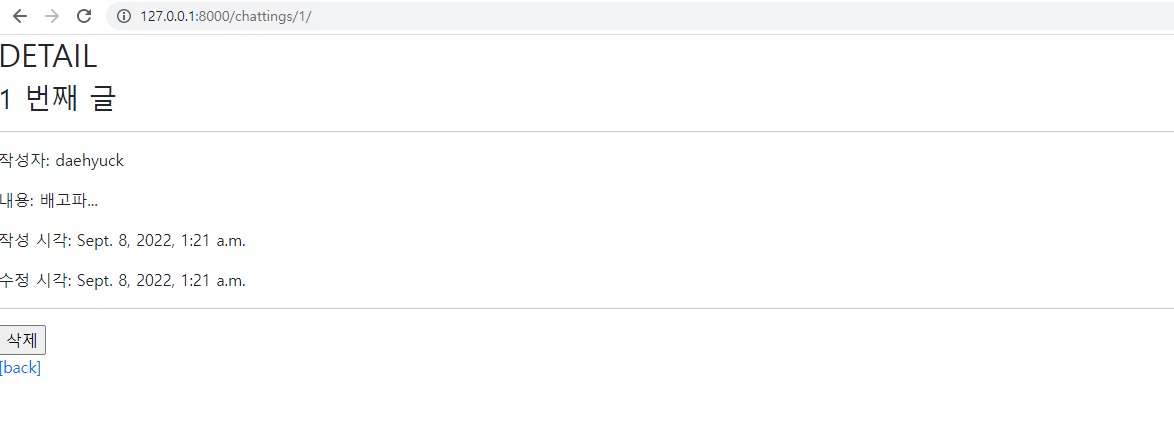 127.0.0.1:8000/chattings/1/
DETAIL
1 번째 글
작성자: daehyuck
내용: 배고파...
작성 시각: Sept. 8, 2022, 1:21 a.m.
수정 시각: Sept. 8, 2022, 1:21 a.m.
삭제
[back]